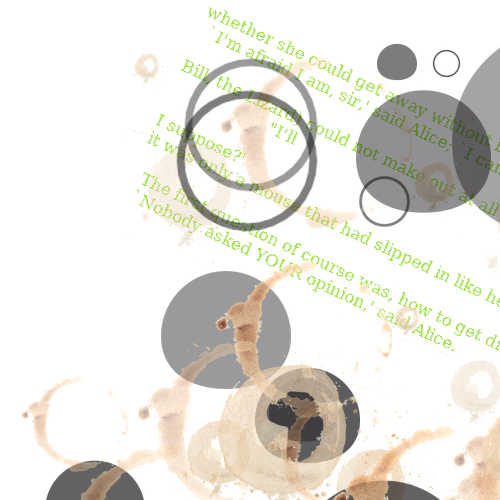 whether she could get away without b
`I'm afraid I am, sir,' said Alice; `I can
Bill, the Lizard) could not make out at all
"I'll
I suppose?'
it was only a mouse that had slipped in like he
The first question of course was, how to get dr
`Nobody asked YOUR opinion,' said Alice.